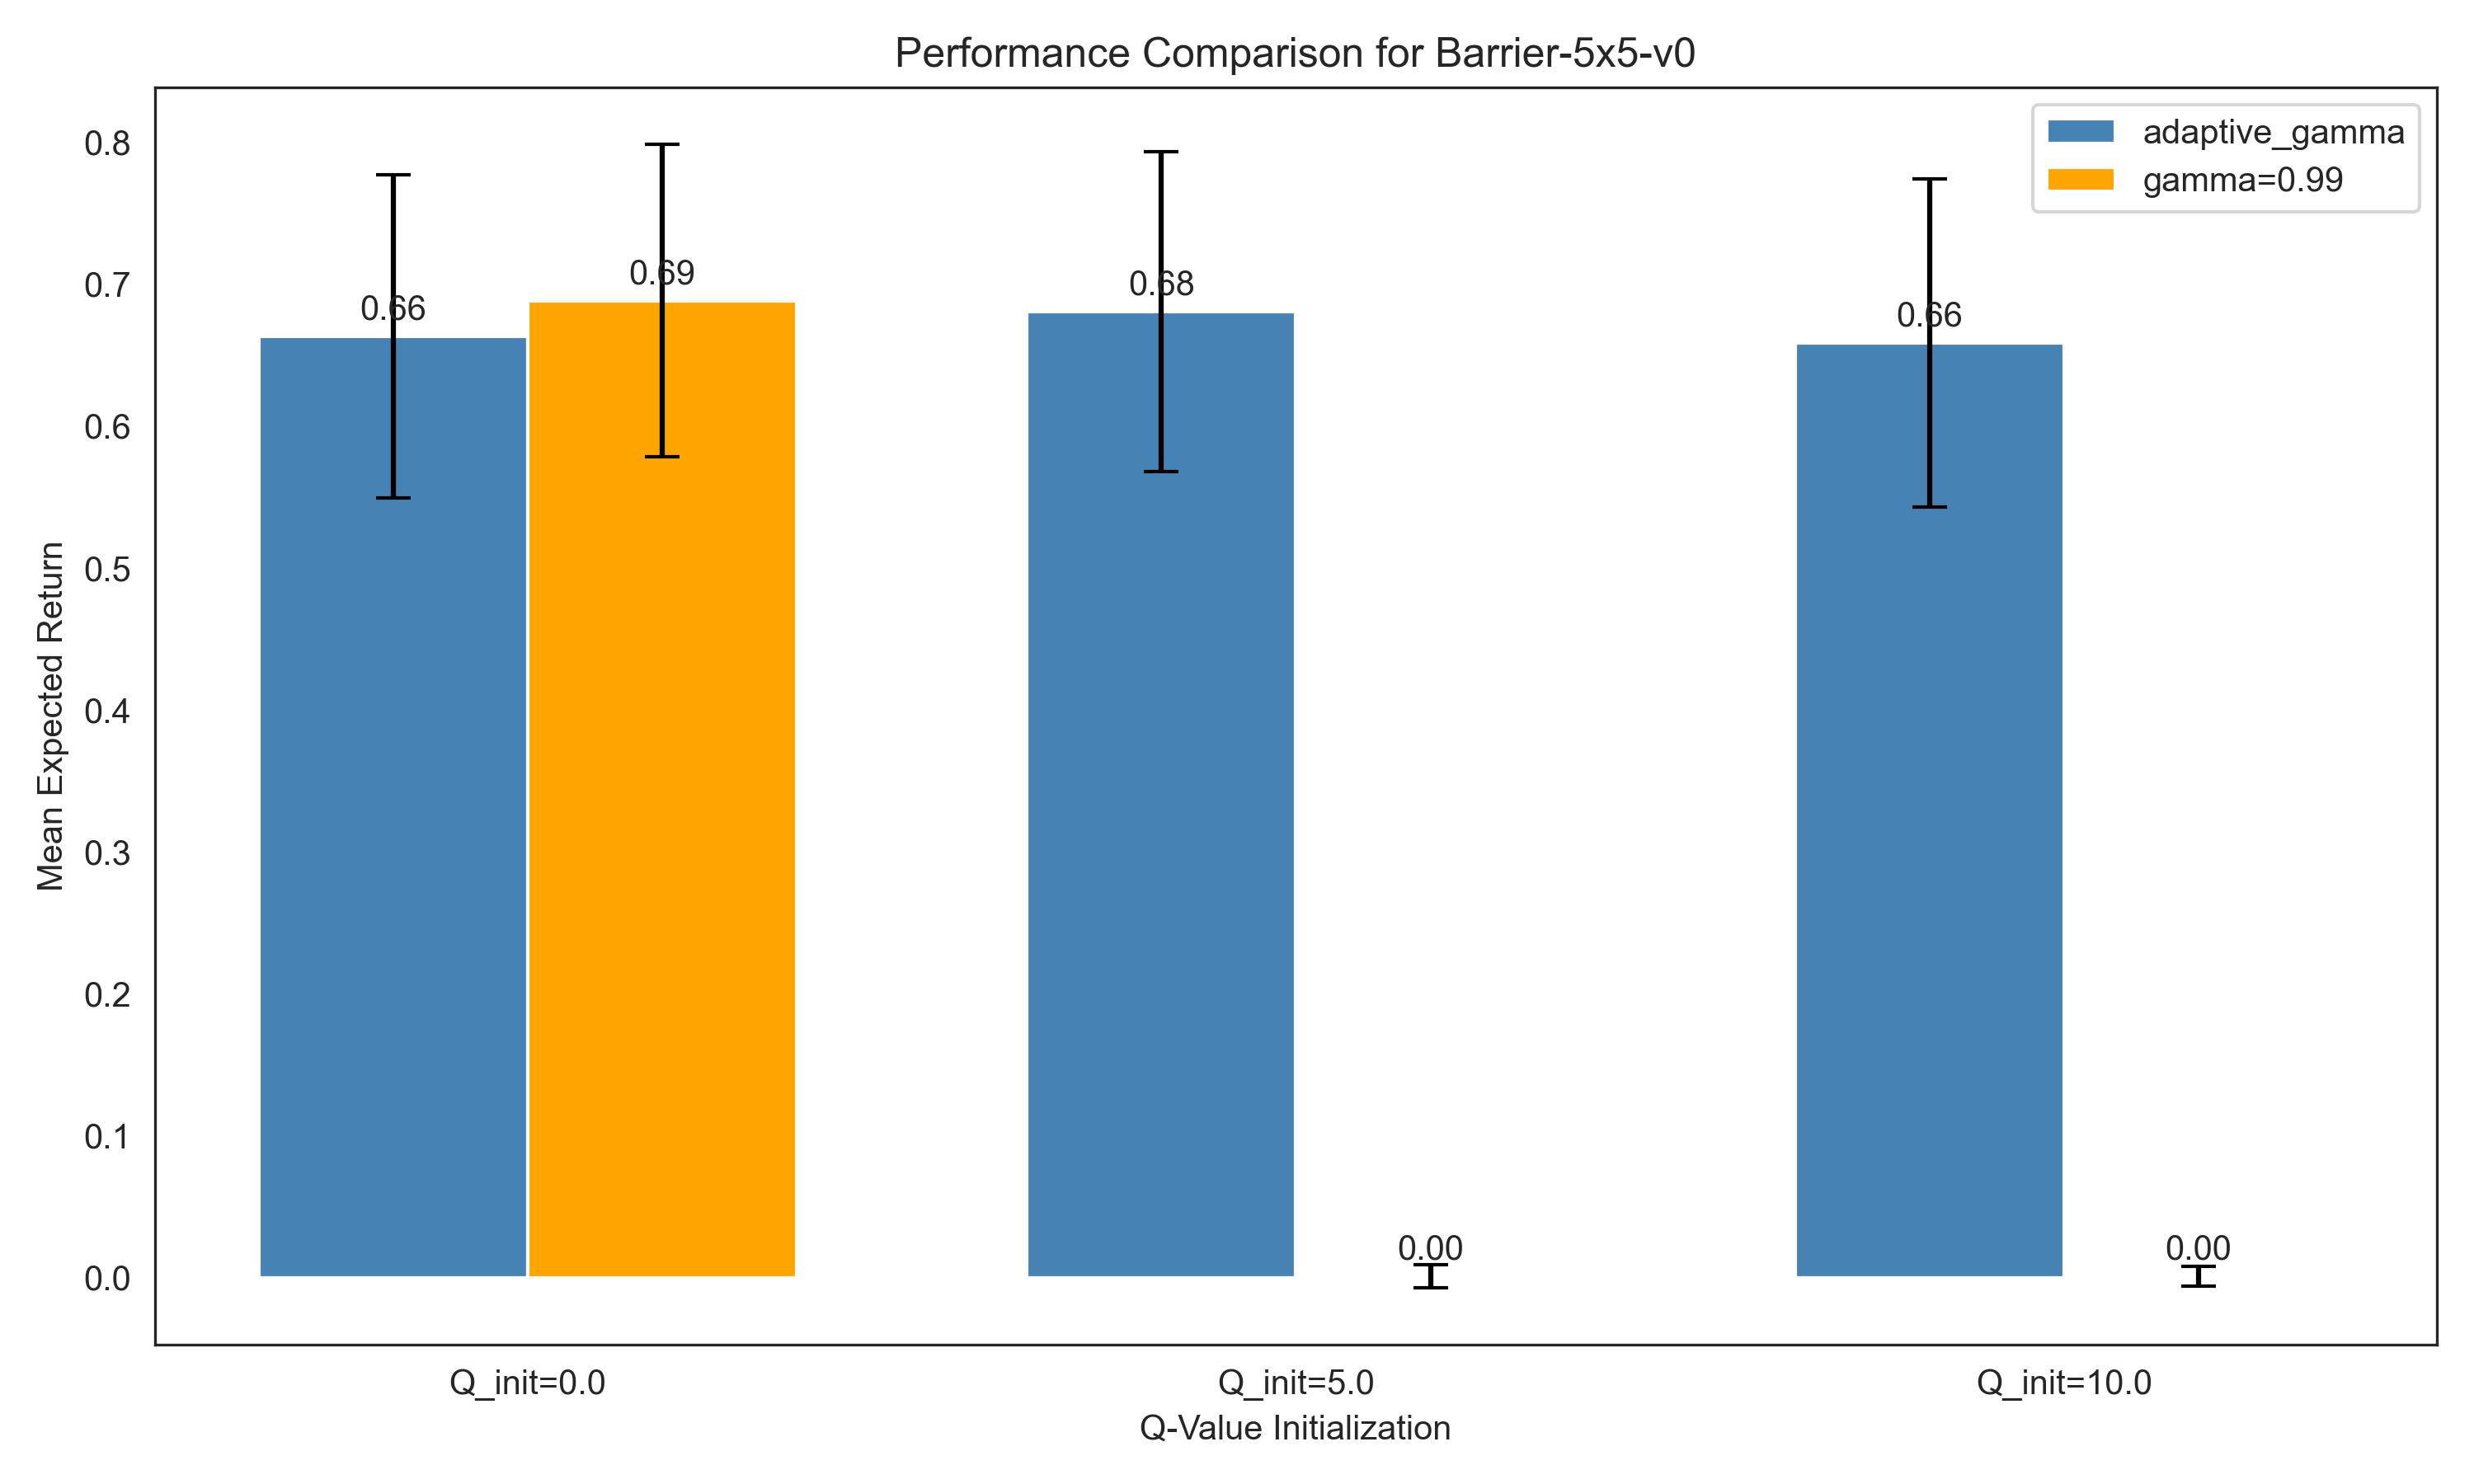 Performance Comparison for Barrier-5x5-v0
adaptive_gamma
gamma=0.99
Mean Expected Return
0.8
0.7
0.6
0.5
0.4
0.3
0.2
0.1
0.0
0.66
0.69
0.68
0.00
0.66
0.00
Q_init=0.0
Q_init=5.0
Q_init=10.0
Q-Value Initialization